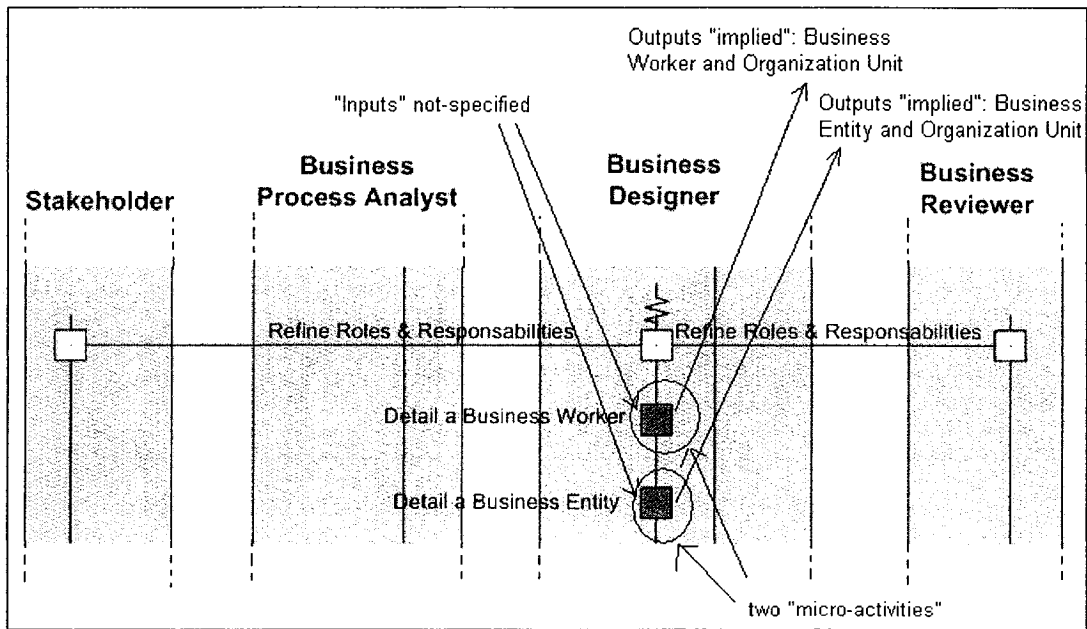 Outputs "implied": Business
Worker and Organization Unit
"Inputs" not-specified
Outputs "implied": Business
Entity and Organization Unit
Stakeholder
Business
Process Analyst
Business
Designer
Business
Reviewer
Refine Roles & Responsabilities
Refine Roles & Responsabilities
Detail a Business Worker
Detail a Business Entity
two "micro-activities"